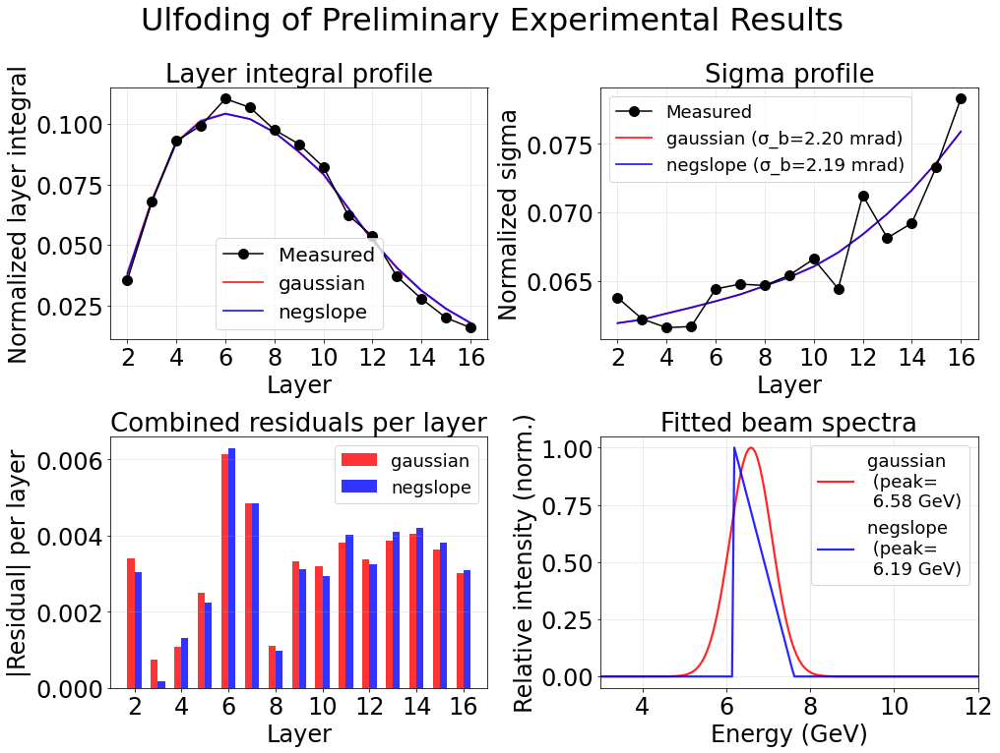 Ulfoding of Preliminary Experimental Results
Layer integral profile
Normalized layer integral
0.100
0.075
0.050
0.025
Measured
gaussian
negslope
2 4 6 8 10 12 14 16
Layer
Sigma profile
Normalized sigma
0.075
0.070
0.065
Measured
gaussian (σ_b=2.20 mrad)
negslope (σ_b=2.19 mrad)
2 4 6 8 10 12 14 16
Layer
Combined residuals per layer
|Residual| per layer
0.006
0.004
0.002
0.000
gaussian
negslope
2 4 6 8 10 12 14 16
Layer
Fitted beam spectra
Relative intensity (norm.)
1.00
0.75
0.50
0.25
0.00
gaussian
(peak=
6.58 GeV)
negslope
(peak=
6.19 GeV)
4 6 8 10 12
Energy (GeV)